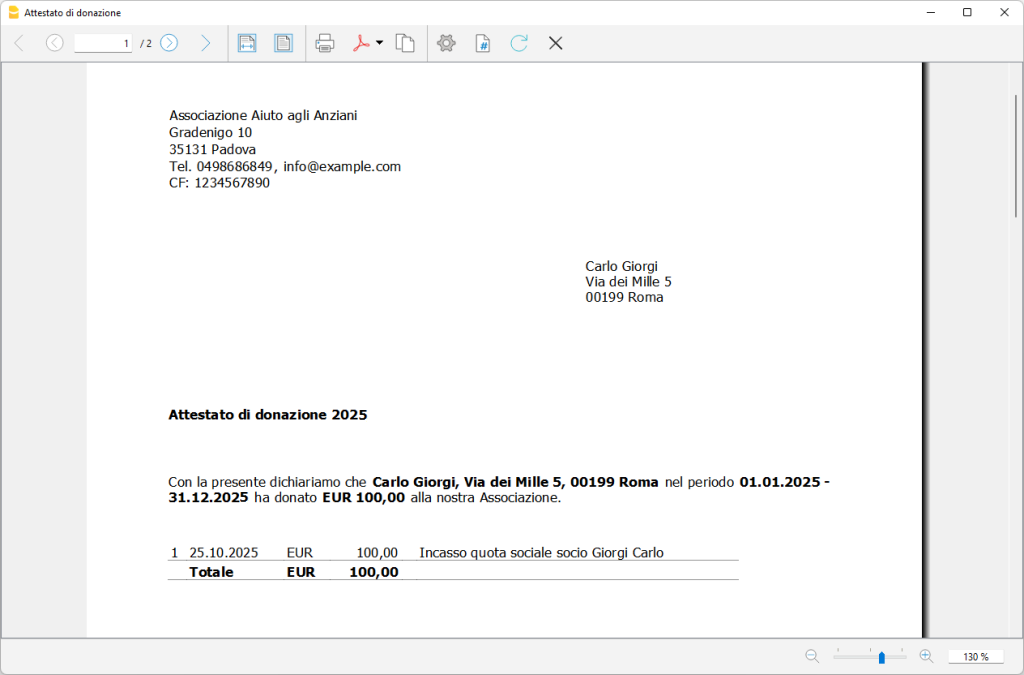 Attestato di donazione
1 / 2
Associazione Aiuto agli Anziani
Gradenigo 10
35131 Padova
Tel. 0498686849, info@example.com
CF: 1234567890
Carlo Giorgi
Via dei Mille 5
00199 Roma
Attestato di donazione 2025
Con la presente dichiariamo che Carlo Giorgi, Via dei Mille 5, 00199 Roma nel periodo 01.01.2025 -
31.12.2025 ha donato EUR 100,00 alla nostra Associazione.
1 25.10.2025 EUR 100,00 Incasso quota sociale socio Giorgi Carlo
Totale EUR 100,00
130 %